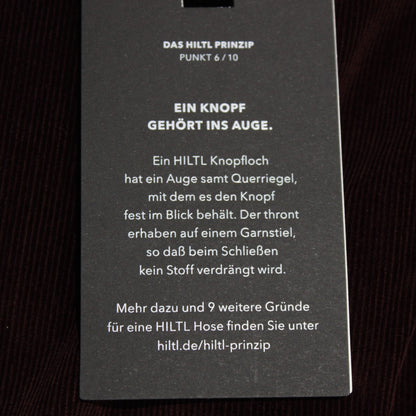 DAS HILTL PRINZIP
PUNKT 6 / 10
EIN KNOPF
GEHÖRT INS AUGE.
Ein HILTL Knopfloch
hat ein Auge samt Querriegel,
mit dem es den Knopf
fest im Blick behält. Der thront
erhaben auf einem Garnstiel,
so daß beim Schließen
kein Stoff verdrängt wird.
Mehr dazu und 9 weitere Gründe
für eine HILTL Hose finden Sie unter
hiltl.de/hiltl-prinzip